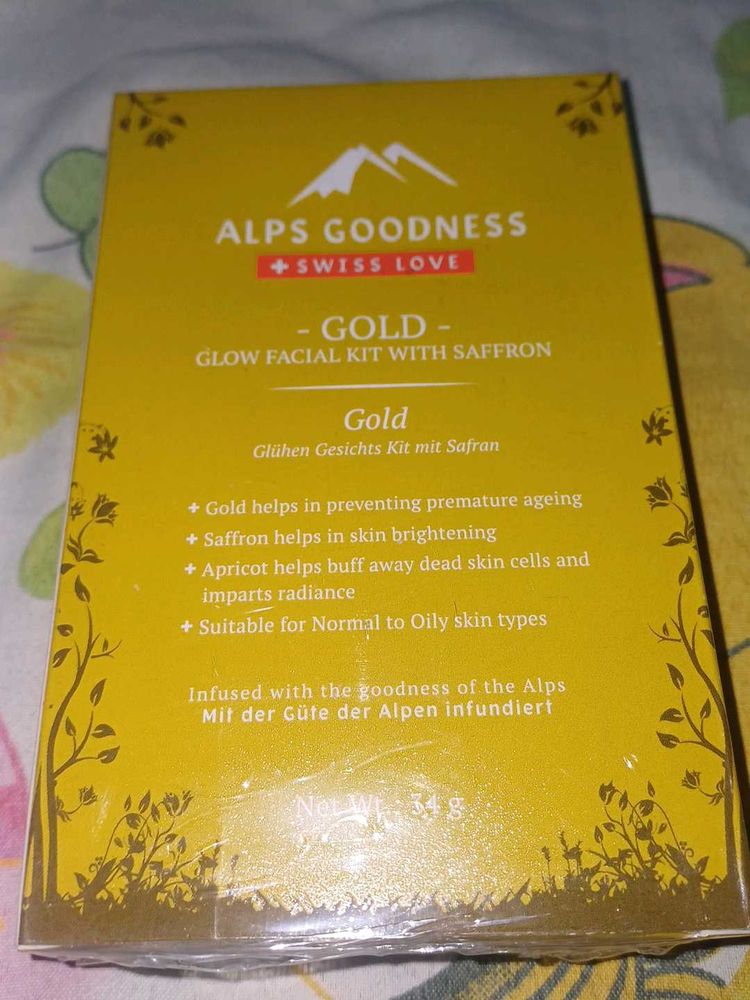 ALPS GOODNESS
+ SWISS LOVE
- GOLD -
GLOW FACIAL KIT WITH SAFFRON
Gold
Glühen Gesichts Kit mit Safran
+ Gold helps in preventing premature ageing
+ Saffron helps in skin brightening
+ Apricot helps buff away dead skin cells and
imparts radiance
+ Suitable for Normal to Oily skin types
Infused with the goodness of the Alps
Mit der Güte der Alpen infundiert
Net Wt. : 34 g